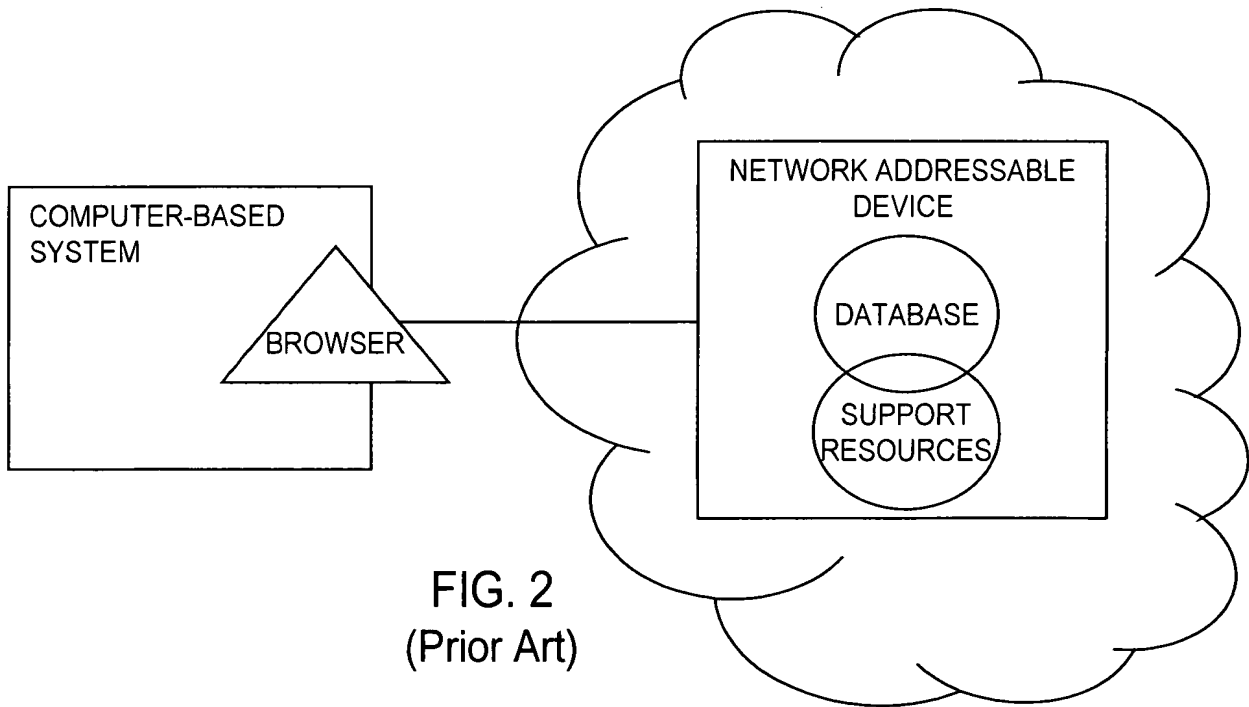 COMPUTER-BASED
SYSTEM
BROWSER
NETWORK ADDRESSABLE
DEVICE
DATABASE
SUPPORT
RESOURCES
FIG. 2
(Prior Art)